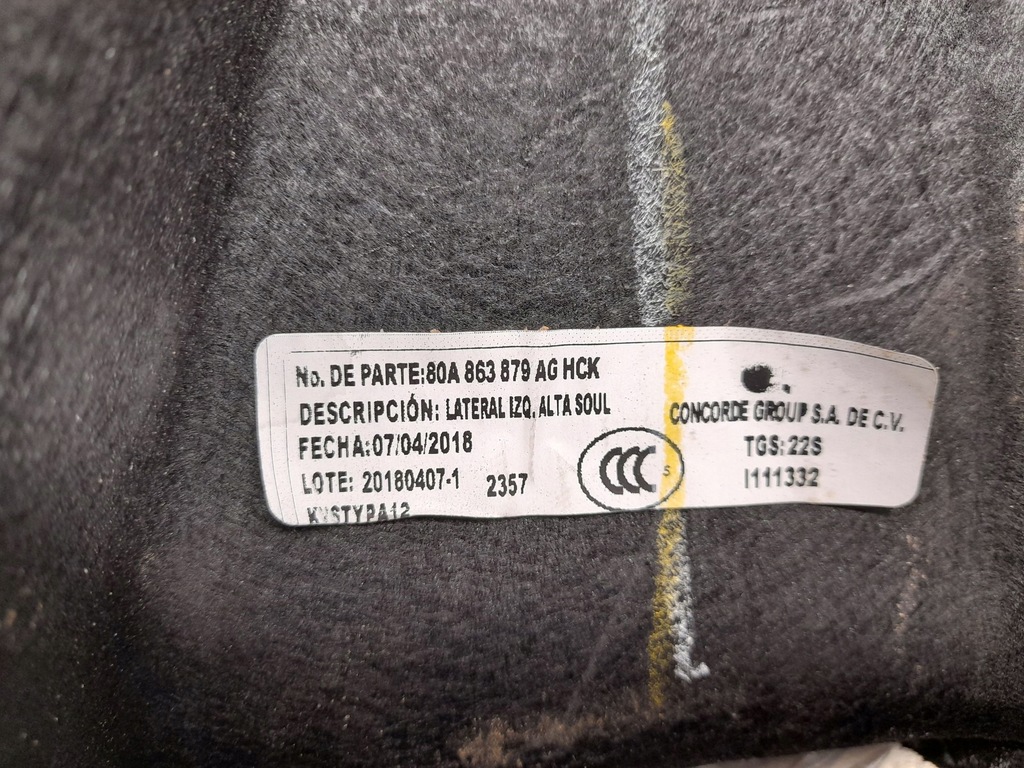 No. DE PARTE:80A 863 879 AG HCK
DESCRIPCIÓN: LATERAL IZQ. ALTA SOUL
FECHA:07/04/2018
LOTE: 20180407-1 2357
CCC S
CONCORDE GROUP S.A. DE C.V.
TGS:22S
I111332